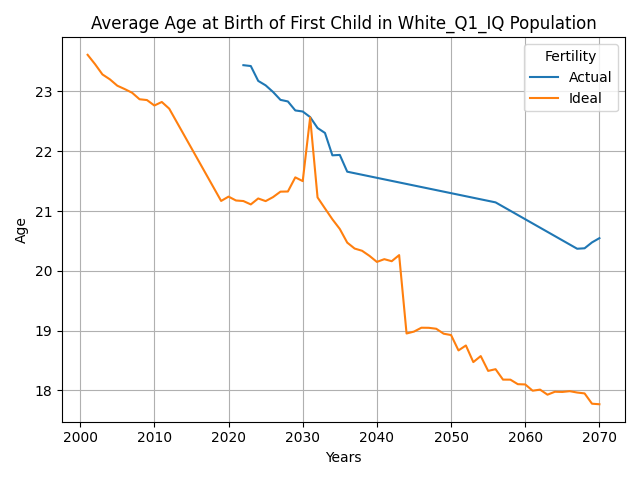 Average Age at Birth of First Child in White_Q1_IQ Population
Fertility
Actual
Ideal
Age
23
22
21
20
19
18
2000 2010 2020 2030 2040 2050 2060 2070
Years